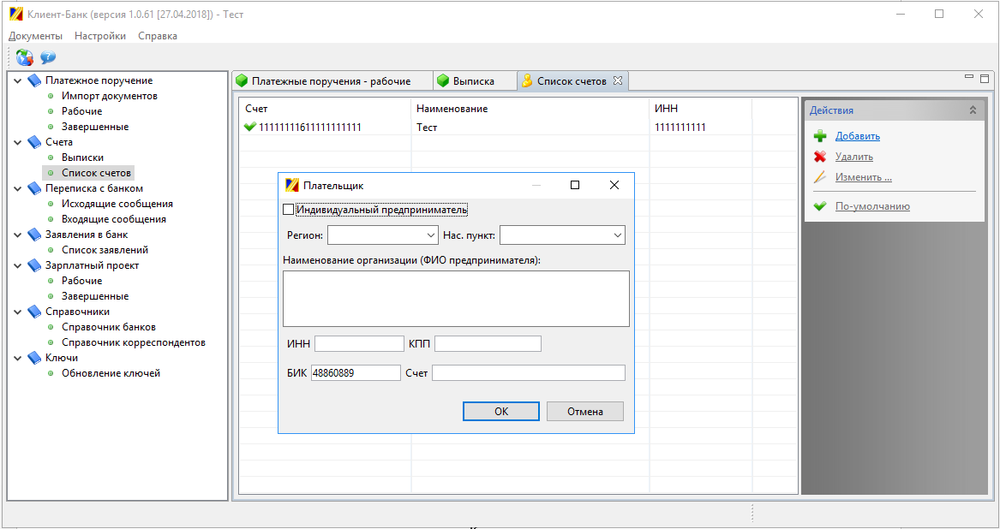 Клиент-Банк (версия 1.0.61 [27.04.2018]) - Тест
Документы Настройки Справка
Платежное поручение
Импорт документов
Рабочие
Завершенные
Счета
Выписки
Список счетов
Переписка с банком
Исходящие сообщения
Входящие сообщения
Заявления в банк
Список заявлений
Зарплатный проект
Рабочие
Завершенные
Справочники
Справочник банков
Справочник корреспондентов
Ключи
Обновление ключей
Платежные поручения - рабочие Выписка Список счетов
Счет Наименование ИНН
11111111611111111111 Тест 1111111111
Плательщик
Индивидуальный предприниматель
Регион: Нас. пункт:
Наименование организации (ФИО предпринимателя):
ИНН КПП
БИК 48860889 Счет
ОК Отмена
Действия
Добавить
Удалить
Изменить ...
По-умолчанию